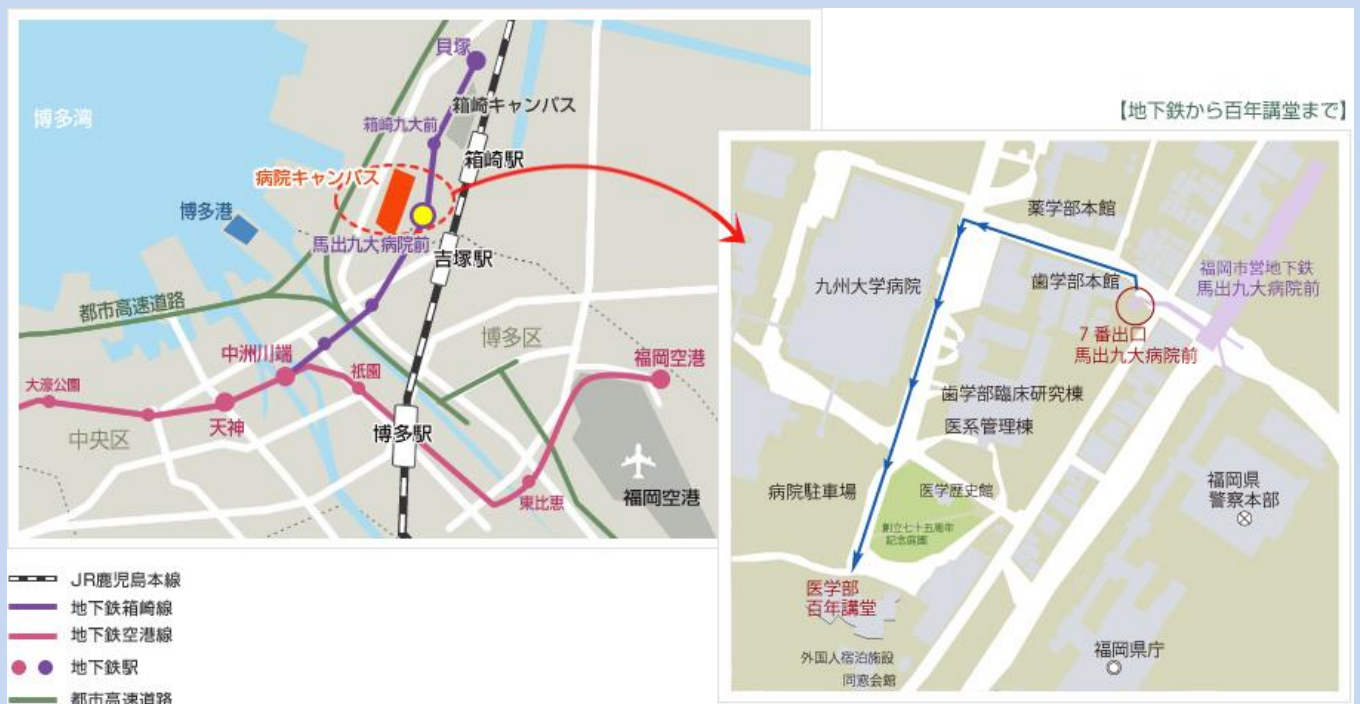 貝塚
箱崎キャンパス
博多湾
箱崎九大前
箱崎駅
病院キャンパス
博多港
馬出九大病院前
吉塚駅
都市高速道路
博多区
中洲川端
祇園
福岡空港
大濠公園
天神
中央区
博多駅
東比恵
福岡空港
JR鹿児島本線
地下鉄箱崎線
地下鉄空港線
地下鉄駅
都市高速道路
【地下鉄から百年講堂まで】
薬学部本館
九州大学病院
歯学部本館
福岡市営地下鉄
馬出九大病院前
7番出口
馬出九大病院前
歯学部臨床研究棟
医系管理棟
病院駐車場
医学歴史館
福岡県
警察本部
創立七十五周年
記念庭園
医学部
百年講堂
外国人宿泊施設
同窓会館
福岡県庁